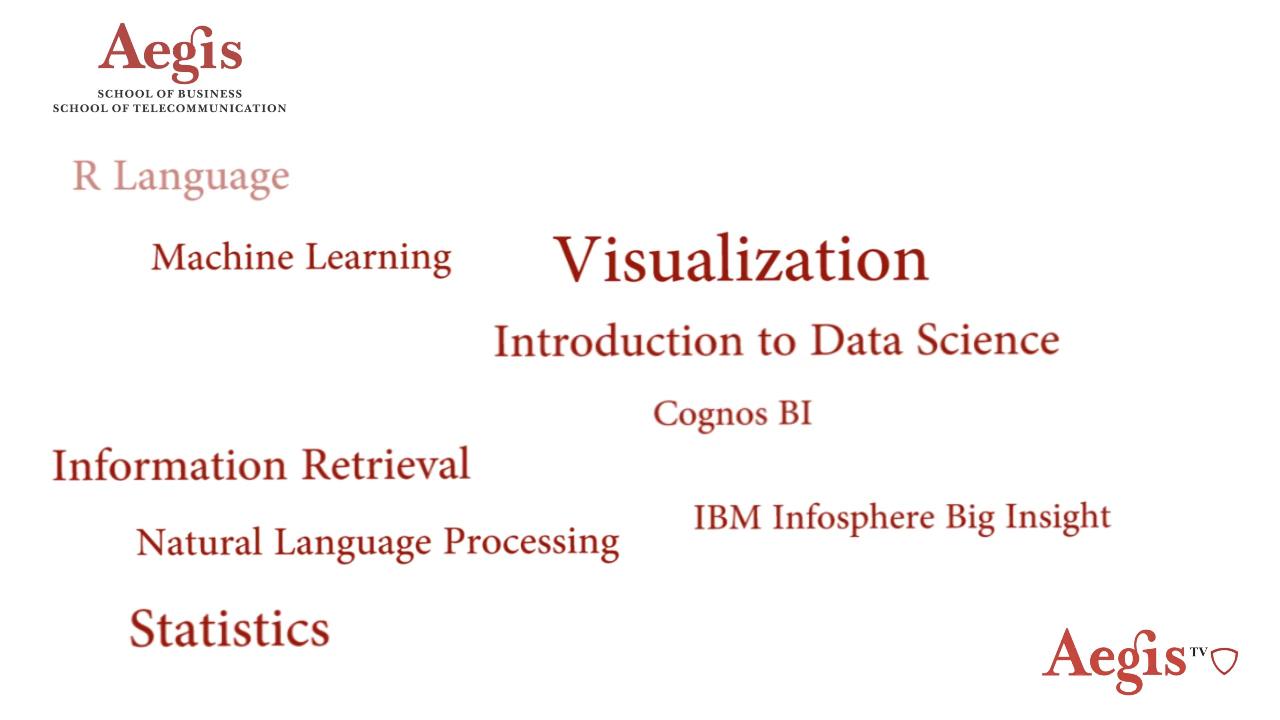 Aegis
SCHOOL OF BUSINESS
SCHOOL OF TELECOMMUNICATION
R Language
Machine Learning
Visualization
Introduction to Data Science
Cognos BI
Information Retrieval
IBM Infosphere Big Insight
Natural Language Processing
Statistics
Aegis TV